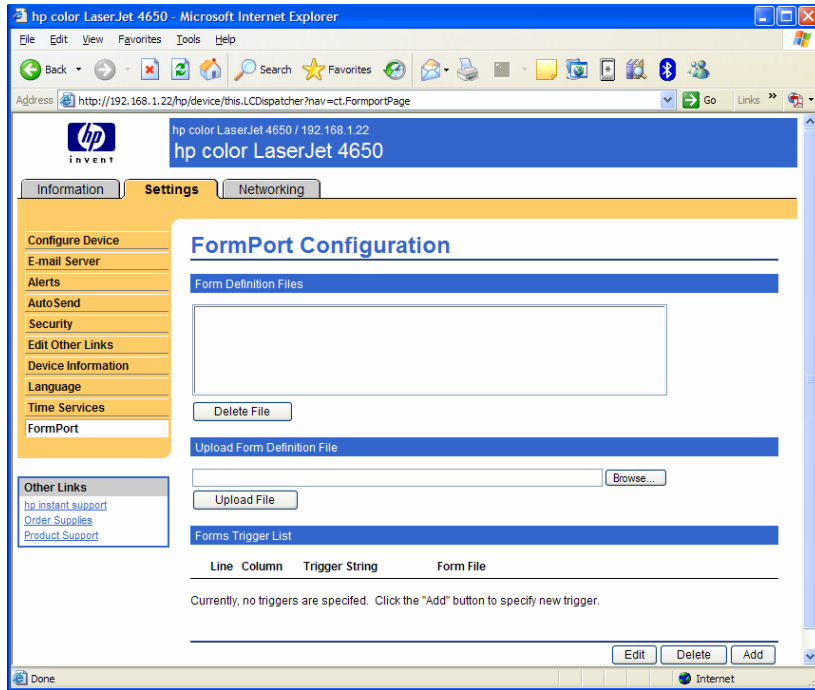 hp color LaserJet 4650 - Microsoft Internet Explorer
File Edit View Favorites Tools Help
Back Search Favorites
Address http://192.168.1.22/hp/device/this.LCDispatcher?nav=ct.FormportPage Go Links »
hp
invent
hp color LaserJet 4650 / 192.168.1.22
hp color LaserJet 4650
Information Settings Networking
Configure Device
E-mail Server
Alerts
AutoSend
Security
Edit Other Links
Device Information
Language
Time Services
FormPort
Other Links
hp instant support
Order Supplies
Product Support
FormPort Configuration
Form Definition Files
Delete File
Upload Form Definition File
Browse...
Upload File
Forms Trigger List
Line Column Trigger String Form File
Currently, no triggers are specifed. Click the "Add" button to specify new trigger.
Edit Delete Add
Done Internet